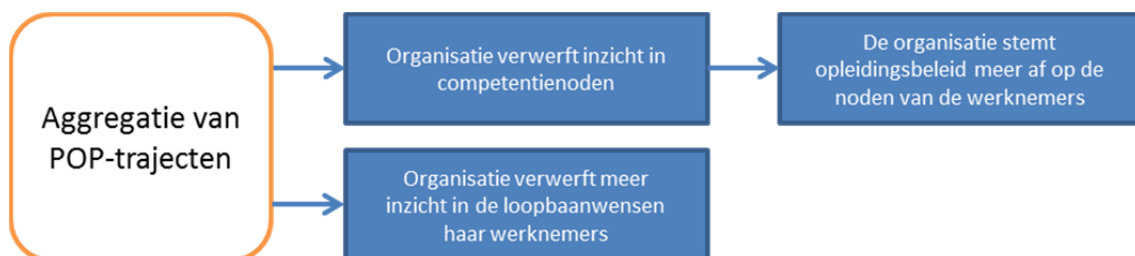 Aggregatie van
POP-trajecten
Organisatie verwerft inzicht in
competentienoden
De organisatie stemt
opleidingsbeleid meer af op de
noden van de werknemers
Organisatie verwerft meer
inzicht in de loopbaanwensen
haar werknemers